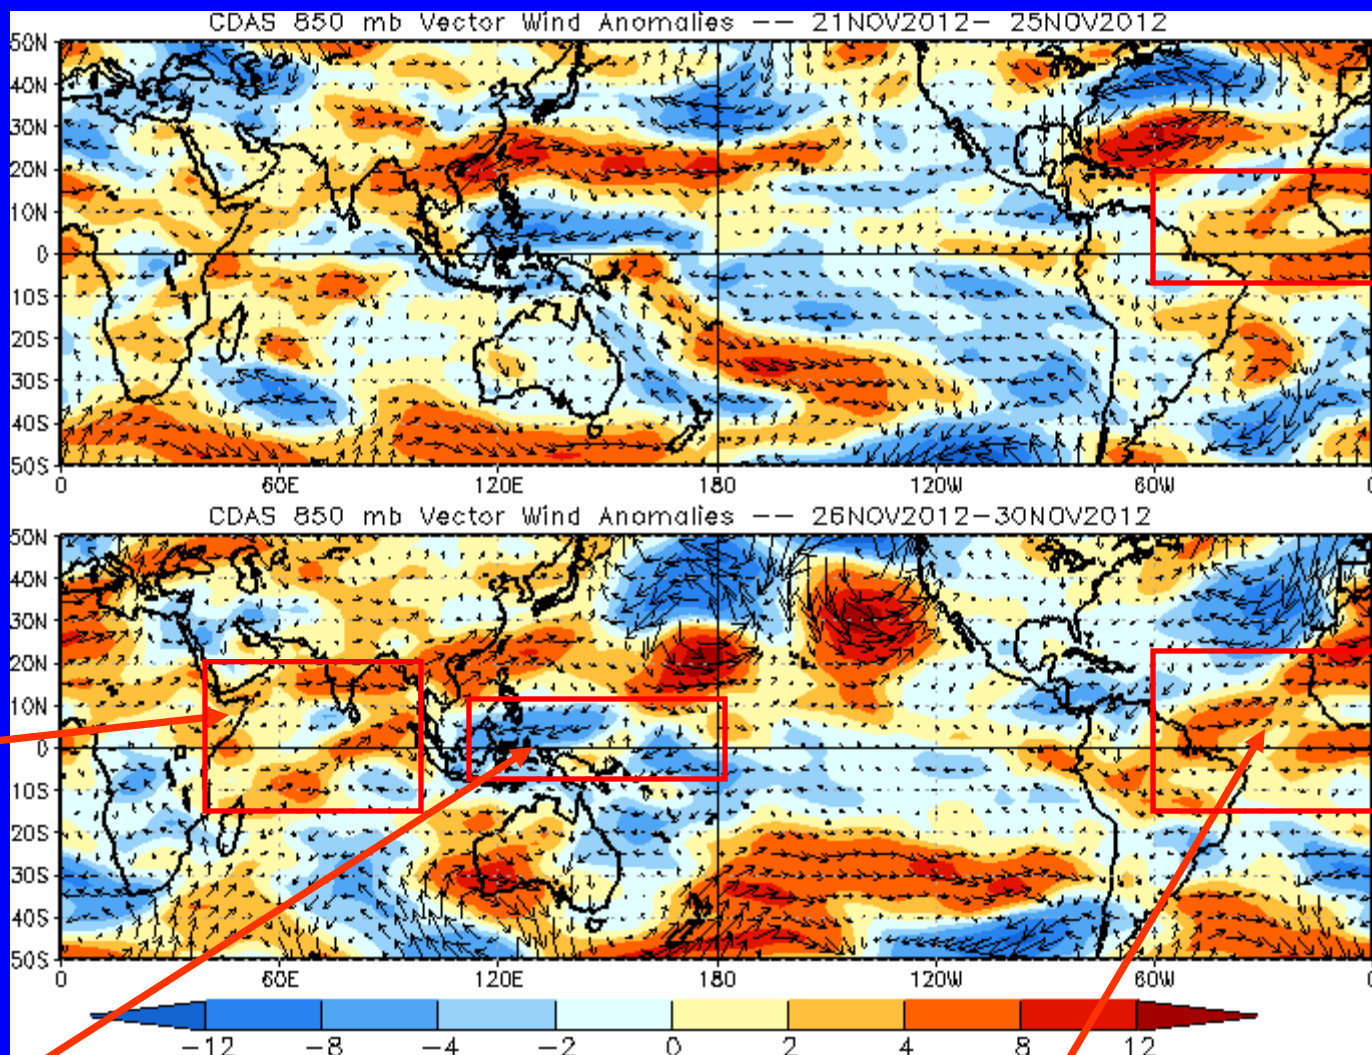 CDAS 850 mb Vector Wind Anomalies -- 21NOV2012- 25NOV2012
50N
40N
30N
20N
10N
0
10S
20S
30S
40S
50S
0 60E 120E 180 120W 60W 0
CDAS 850 mb Vector Wind Anomalies -- 26NOV2012-30NOV2012
50N
40N
30N
20N
10N
0
10S
20S
30S
40S
50S
0 60E 120E 180 120W 60W 0
-12 -8 -4 -2 0 2 4 8 12